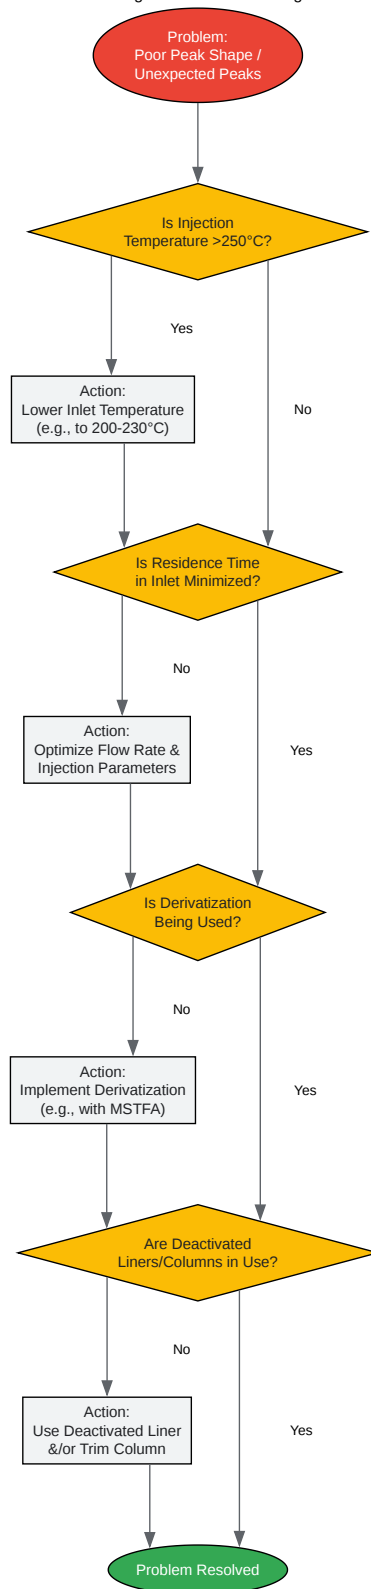 Problem:
Poor Peak Shape /
Unexpected Peaks
Is Injection
Temperature >250°C?
Yes
Action:
Lower Inlet Temperature
(e.g., to 200-230°C)
No
Is Residence Time
in Inlet Minimized?
No
Action:
Optimize Flow Rate &
Injection Parameters
Yes
Is Derivatization
Being Used?
No
Action:
Implement Derivatization
(e.g., with MSTFA)
Yes
Are Deactivated
Liners/Columns in Use?
No
Action:
Use Deactivated Liner
&/or Trim Column
Yes
Problem Resolved